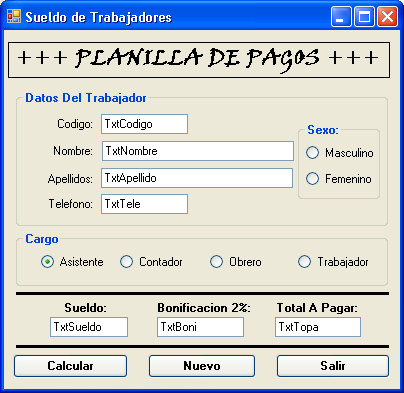 Sueldo de Trabajadores
+++ PLANILLA DE PAGOS +++
Datos Del Trabajador
Codigo: TxtCodigo
Nombre: TxtNombre
Apellidos: TxtApellido
Telefono: TxtTele
Sexo:
Masculino
Femenino
Cargo
Asistente Contador Obrero Trabajador
Sueldo: Bonificacion 2%: Total A Pagar:
TxtSueldo TxtBoni TxtTopa
Calcular Nuevo Salir